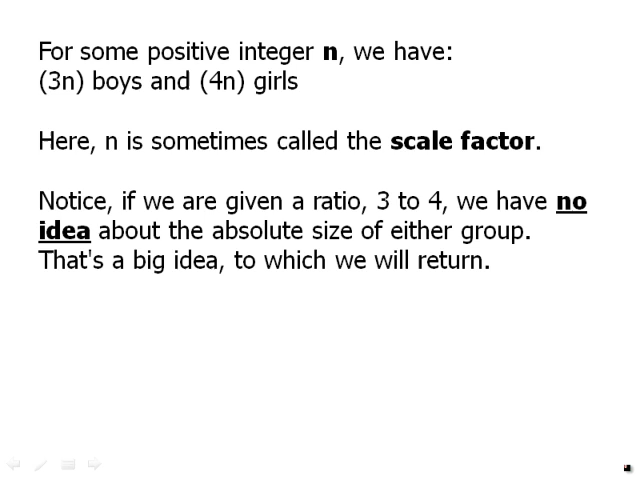 For some positive integer n, we have:
(3n) boys and (4n) girls
Here, n is sometimes called the scale factor.
Notice, if we are given a ratio, 3 to 4, we have no
idea about the absolute size of either group.
That's a big idea, to which we will return.